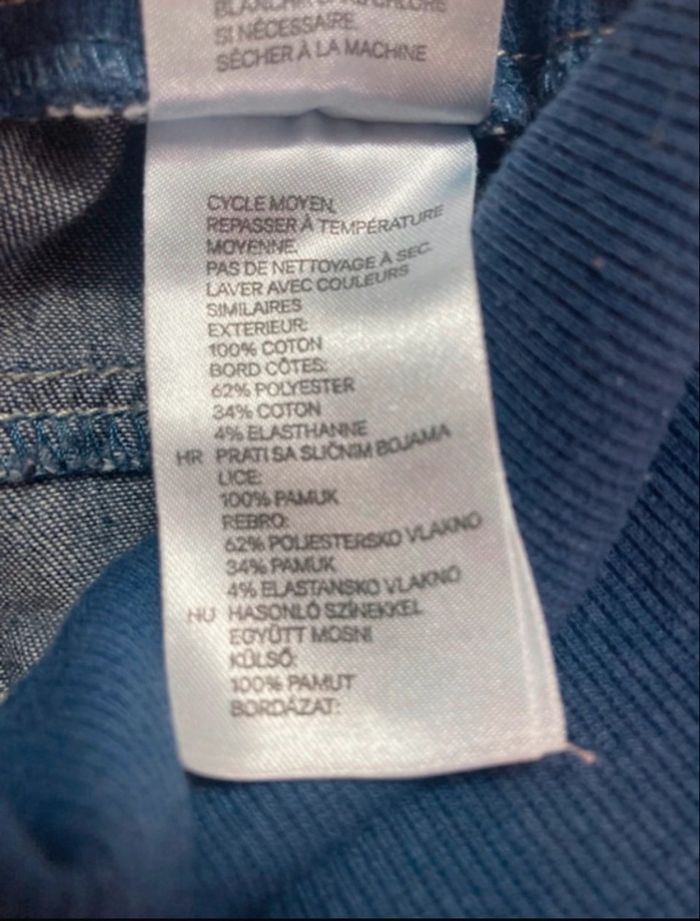 BLANCHIR CHLORE
SI NÉCESSAIRE.
SÉCHER À LA MACHINE
CYCLE MOYEN.
REPASSER À TEMPÉRATURE
MOYENNE.
PAS DE NETTOYAGE À SEC.
LAVER AVEC COULEURS
SIMILAIRES
EXTERIEUR:
100% COTON
BORD CÔTES:
62% POLYESTER
34% COTON
4% ELASTHANNE
HR PRATI SA SLIČNIM BOJAMA
LICE:
100% PAMUK
REBRO:
62% POLIESTERSKO VLAKNO
34% PAMUK
4% ELASTANSKO VLAKNO
HU HASONLÓ SZÍNEKKEL
EGYÜTT MOSNI
KÜLSŐ:
100% PAMUT
BORDÁZAT: